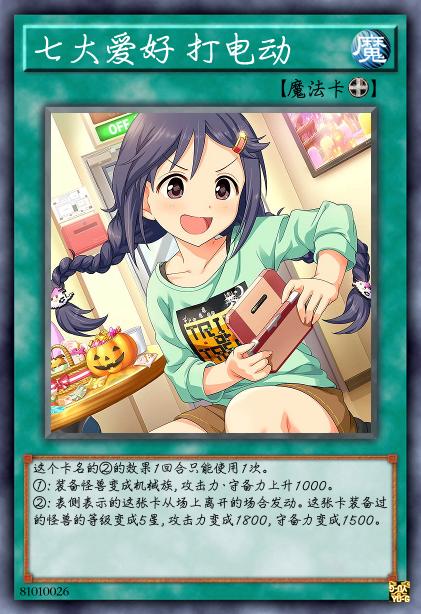 七大爱好 打电动
魔
【魔法卡】
OFF
TRI
这个卡名的②的效果1回合只能使用1次。
①:装备怪兽变成机械族,攻击力·守备力上升1000。
②:表侧表示的这张卡从场上离开的场合发动。这张卡装备过
的怪兽的等级变成5星,攻击力变成1800,守备力变成1500。
81010026